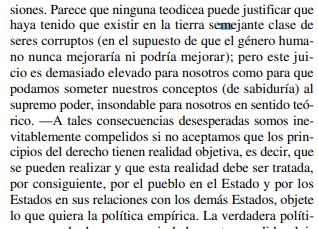 siones. Parece que ninguna teodicea puede justificar que
haya tenido que existir en la tierra semejante clase de
seres corruptos (en el supuesto de que el género huma-
no nunca mejoraría ni podría mejorar); pero este jui-
cio es demasiado elevado para nosotros como para que
podamos someter nuestros conceptos (de sabiduría) al
supremo poder, insondable para nosotros en sentido teó-
rico. —A tales consecuencias desesperadas somos ine-
vitablemente compelidos si no aceptamos que los prin-
cipios del derecho tienen realidad objetiva, es decir, que
se pueden realizar y que esta realidad debe ser tratada,
por consiguiente, por el pueblo en el Estado y por los
Estados en sus relaciones con los demás Estados, objete
lo que quiera la política empírica. La verdadera políti-